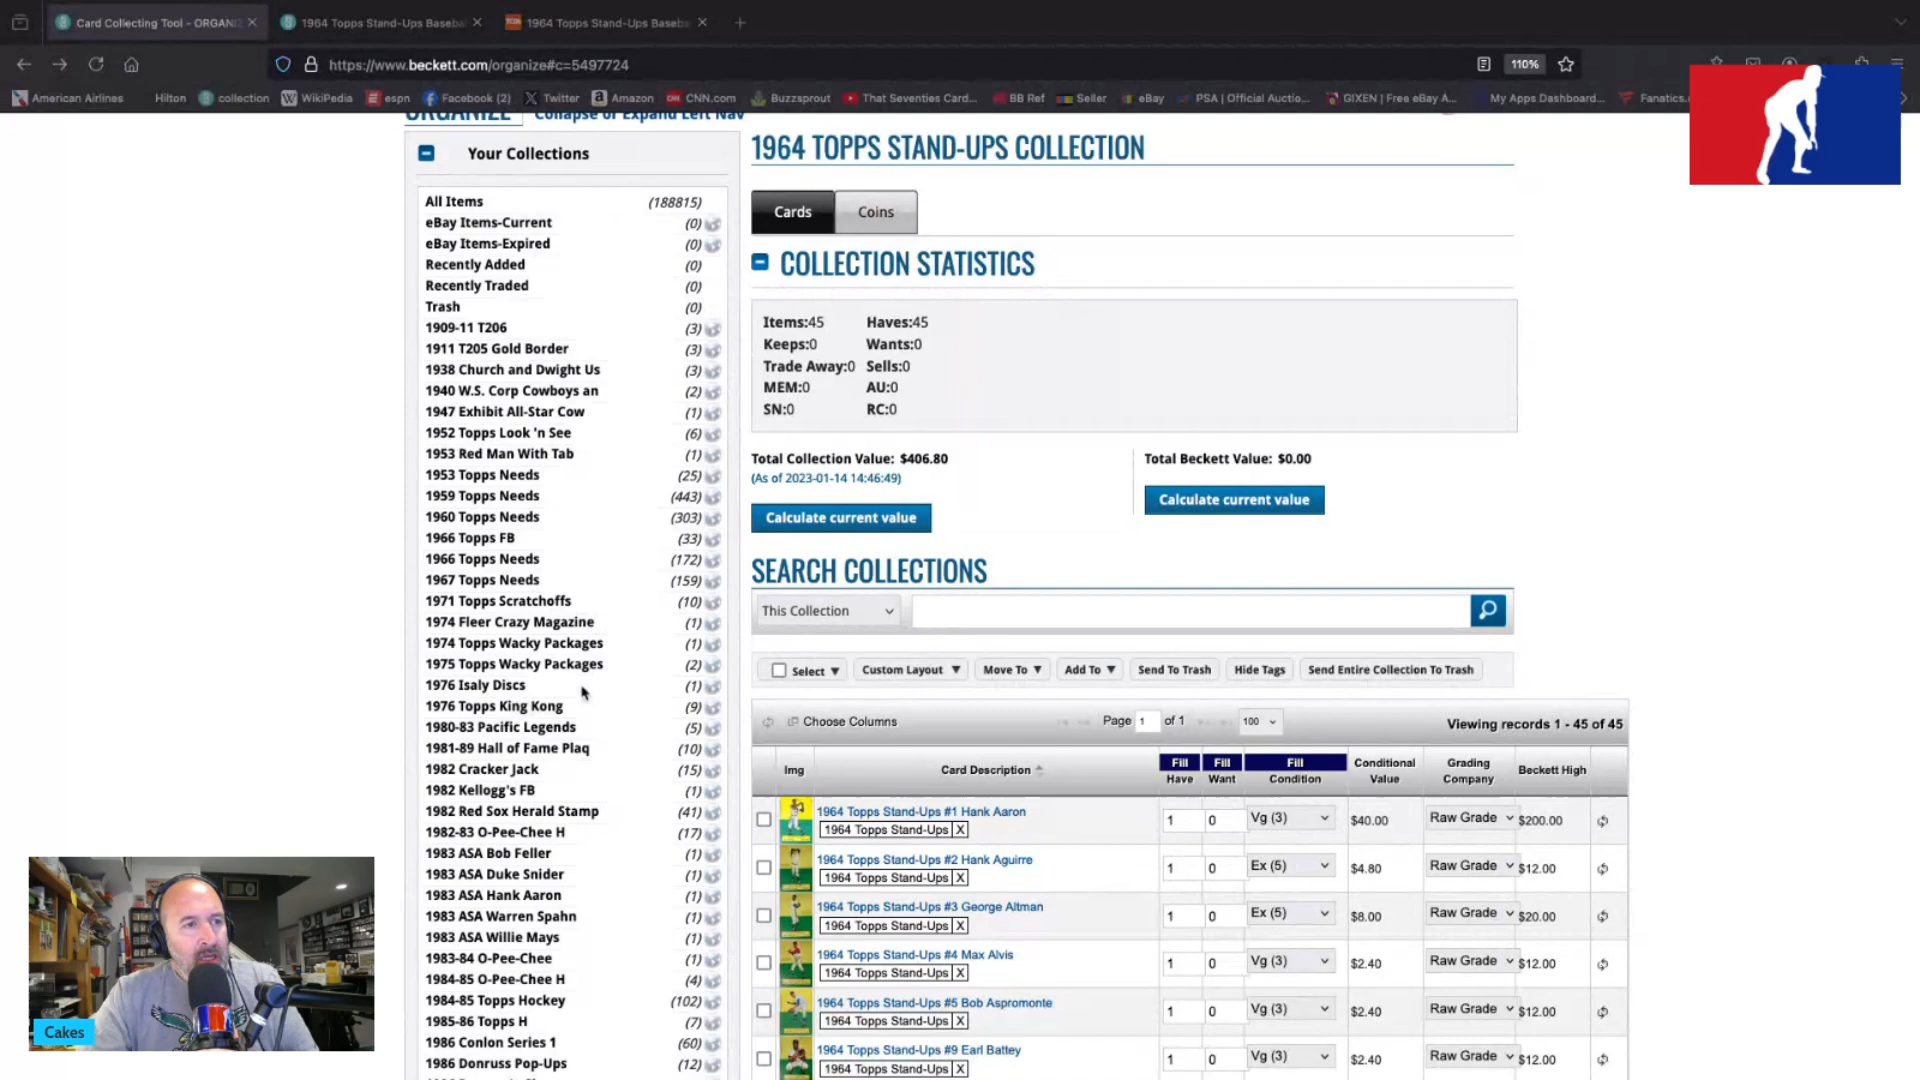 Card Collecting Tool - ORGANI
1964 Topps Stand-Ups Baseba
1964 Topps Stand-Ups Baseb
https://www.beckett.com/organize#c=5497724
110%
American Airlines
Hilton
collection
WikiPedia
espn
Facebook (2)
Twitter
Amazon
CNN.com
Buzzsprout
That Seventies Card...
BB Ref
Seller
eBay
PSA | Official Auctio...
GIXEN | Free eBay A...
My Apps Dashboard...
Fanatics.
ORGANIZE
Collapse or Expand Left Nav
Your Collections
All Items (188815)
eBay Items-Current (0)
eBay Items-Expired (0)
Recently Added (0)
Recently Traded (0)
Trash (0)
1909-11 T206 (3)
1911 T205 Gold Border (3)
1938 Church and Dwight Us (3)
1940 W.S. Corp Cowboys an (2)
1947 Exhibit All-Star Cow (1)
1952 Topps Look 'n See (6)
1953 Red Man With Tab (1)
1953 Topps Needs (25)
1959 Topps Needs (443)
1960 Topps Needs (303)
1966 Topps FB (33)
1966 Topps Needs (172)
1967 Topps Needs (159)
1971 Topps Scratchoffs (10)
1974 Fleer Crazy Magazine (1)
1974 Topps Wacky Packages (1)
1975 Topps Wacky Packages (2)
1976 Isaly Discs (1)
1976 Topps King Kong (9)
1980-83 Pacific Legends (5)
1981-89 Hall of Fame Plaq (10)
1982 Cracker Jack (15)
1982 Kellogg's FB (1)
1982 Red Sox Herald Stamp (41)
1982-83 O-Pee-Chee H (17)
1983 ASA Bob Feller (1)
1983 ASA Duke Snider (1)
1983 ASA Hank Aaron (1)
1983 ASA Warren Spahn (1)
1983 ASA Willie Mays (1)
1983-84 O-Pee-Chee (1)
1984-85 O-Pee-Chee H (4)
1984-85 Topps Hockey (102)
1985-86 Topps H (7)
1986 Conlon Series 1 (60)
1986 Donruss Pop-Ups (12)
1964 TOPPS STAND-UPS COLLECTION
Cards
Coins
COLLECTION STATISTICS
Items:45 Haves:45
Keeps:0 Wants:0
Trade Away:0 Sells:0
MEM:0 AU:0
SN:0 RC:0
Total Collection Value: $406.80
(As of 2023-01-14 14:46:49)
Calculate current value
Total Beckett Value: $0.00
Calculate current value
SEARCH COLLECTIONS
This Collection
Select ▼
Custom Layout ▼
Move To ▼
Add To ▼
Send To Trash
Hide Tags
Send Entire Collection To Trash
Choose Columns
Page 1 of 1
100
Viewing records 1 - 45 of 45
Img
Card Description
Fill Have
Fill Want
Fill Condition
Conditional Value
Grading Company
Beckett High
1964 Topps Stand-Ups #1 Hank Aaron
1964 Topps Stand-Ups X
1 0 Vg (3) $40.00 Raw Grade $200.00
1964 Topps Stand-Ups #2 Hank Aguirre
1964 Topps Stand-Ups X
1 0 Ex (5) $4.80 Raw Grade $12.00
1964 Topps Stand-Ups #3 George Altman
1964 Topps Stand-Ups X
1 0 Ex (5) $8.00 Raw Grade $20.00
1964 Topps Stand-Ups #4 Max Alvis
1964 Topps Stand-Ups X
1 0 Vg (3) $2.40 Raw Grade $12.00
1964 Topps Stand-Ups #5 Bob Aspromonte
1964 Topps Stand-Ups X
1 0 Vg (3) $2.40 Raw Grade $12.00
1964 Topps Stand-Ups #9 Earl Battey
1964 Topps Stand-Ups X
1 0 Vg (3) $2.40 Raw Grade $12.00
Cakes